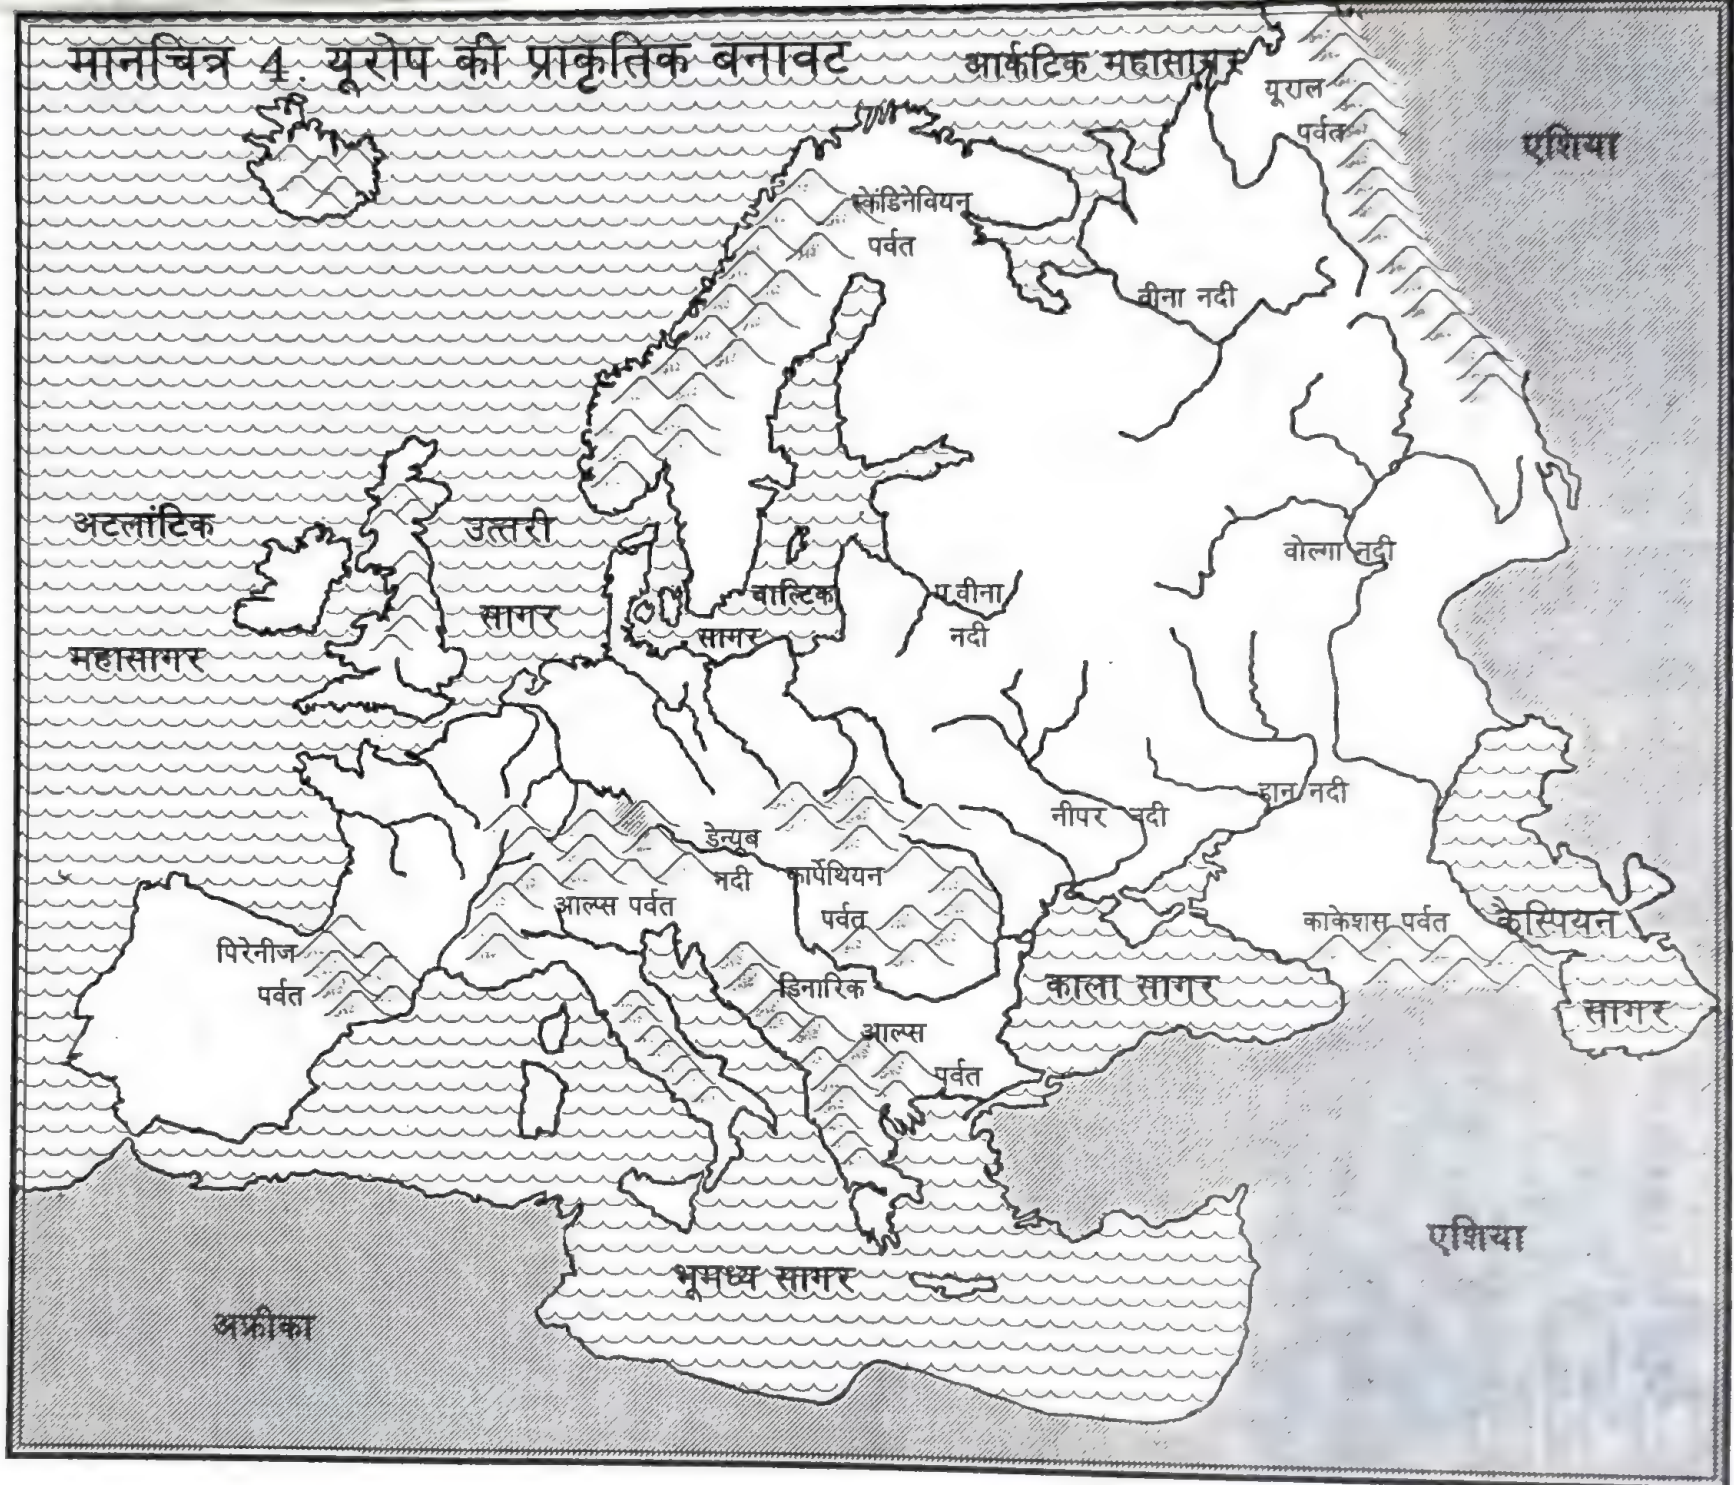 मानचित्र 4. यूरोप की प्राकृतिक बनावट
आर्कटिक महासागर
यूराल
पर्वत
एशिया
स्केंडिनेवियन
पर्वत
वीना नदी
अटलांटिक
महासागर
उत्तरी
सागर
बाल्टिक
सागर
प.वीना
नदी
वोल्गा नदी
डान नदी
नीपर नदी
डेन्यूब
नदी
कार्पेथियन
पर्वत
आल्प्स पर्वत
पिरेनीज
पर्वत
डिनारिक
आल्प्स
पर्वत
काला सागर
काकेशस पर्वत
कैस्पियन
सागर
भूमध्य सागर
अफ्रीका
एशिया